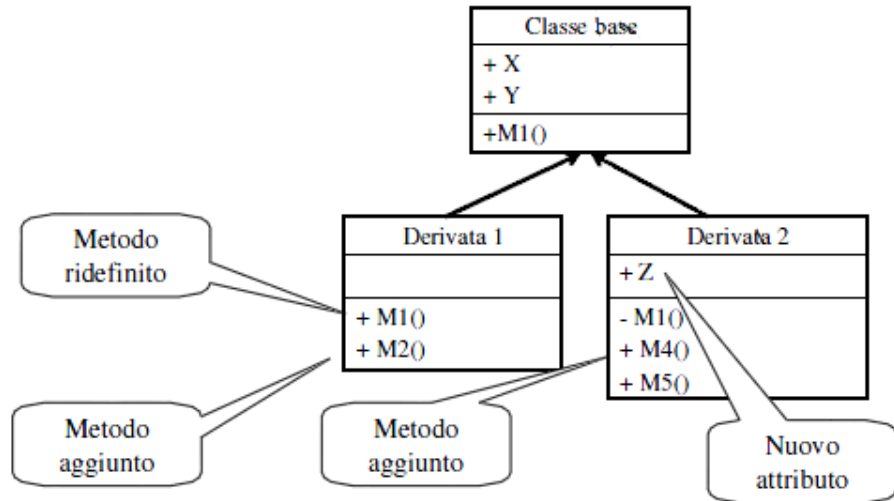 Classe base
+ X
+ Y
+M1()
Metodo
ridefinito
Derivata 1
+ M1()
+ M2()
Derivata 2
+ Z
- M1()
+ M4()
+ M5()
Metodo
aggiunto
Metodo
aggiunto
Nuovo
attributo